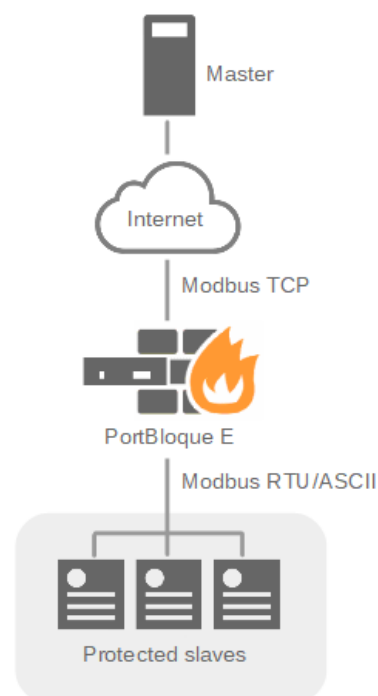 Master
Internet
Modbus TCP
PortBloque E
Modbus RTU/ASCII
Protected slaves